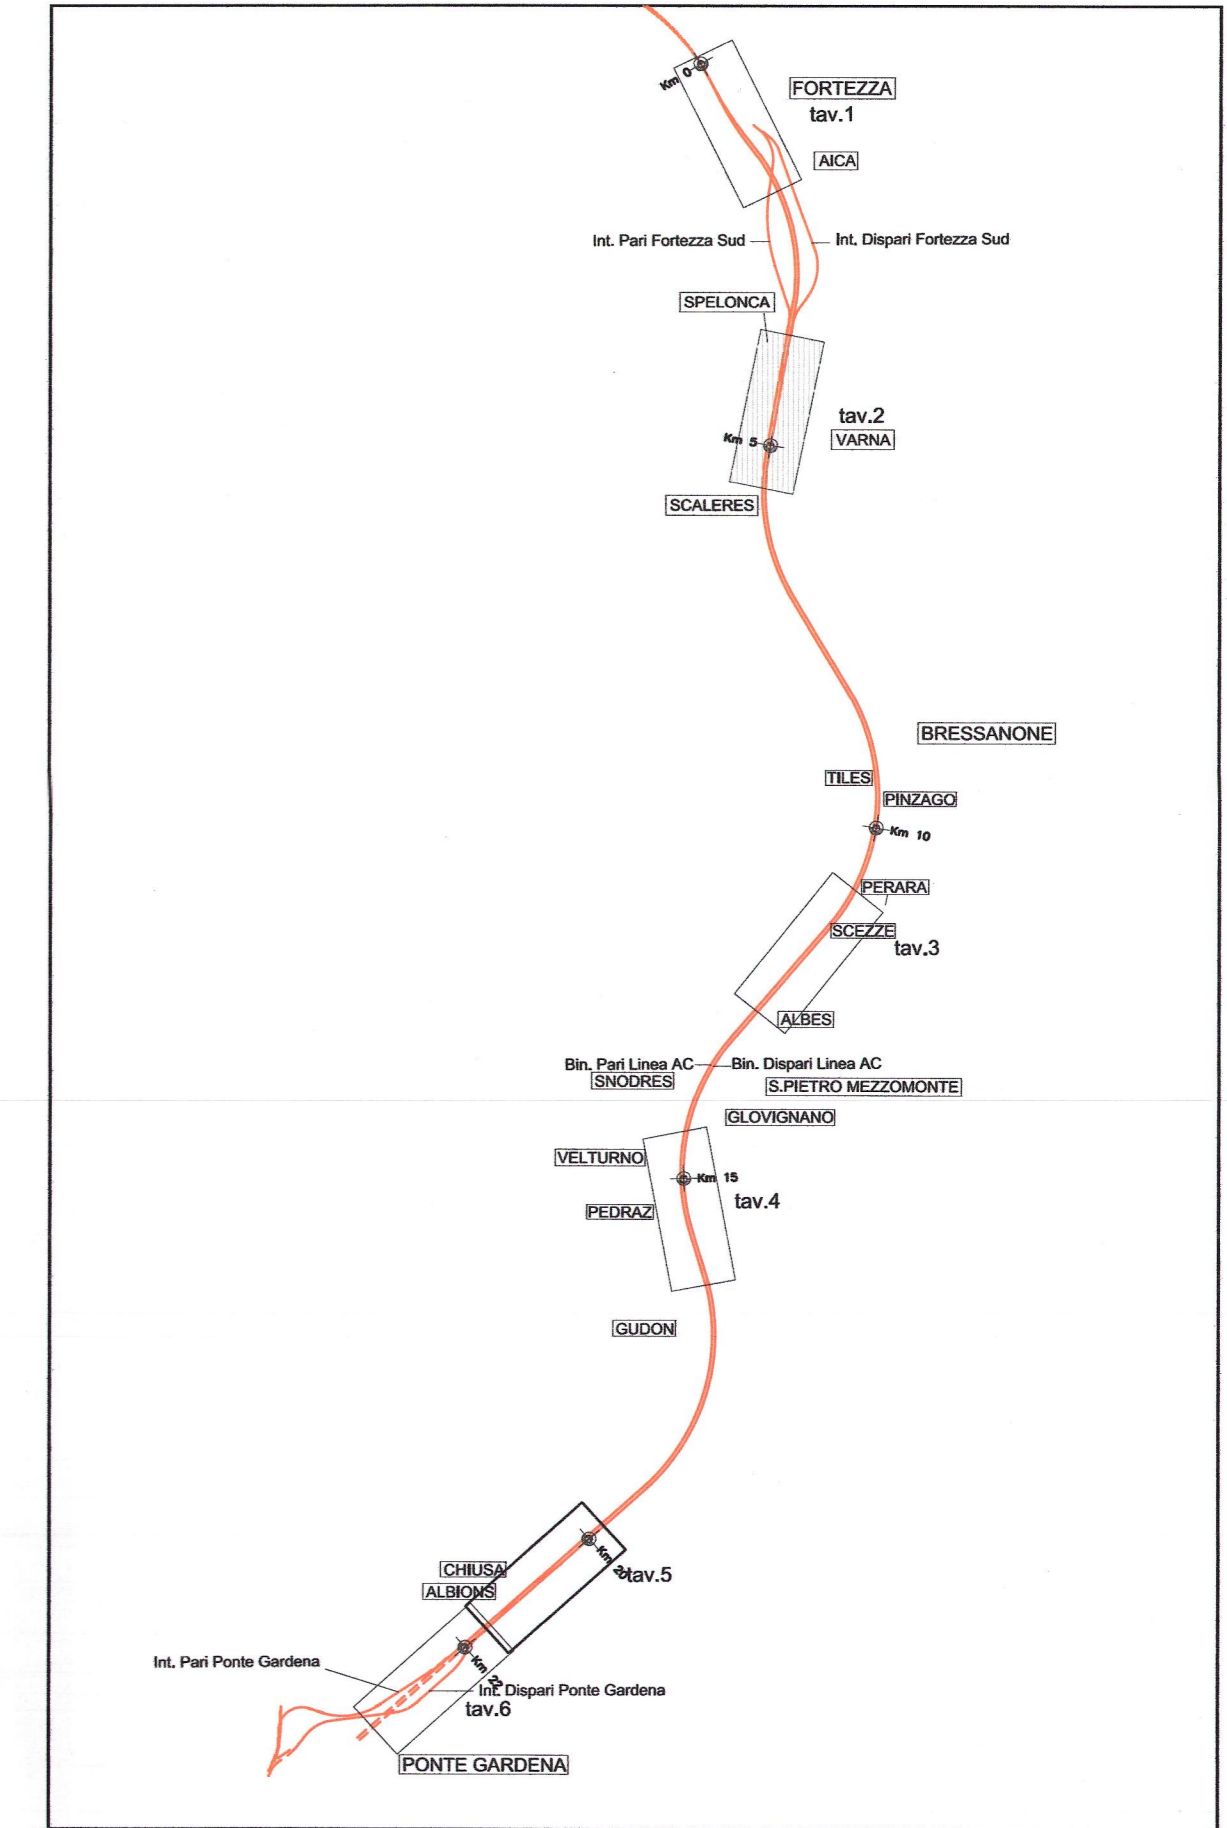 Km 0
FORTEZZA
tav.1
AICA
Int. Pari Fortezza Sud
Int. Dispari Fortezza Sud
SPELONCA
tav.2
Km 5
VARNA
SCALERES
BRESSANONE
TILES
PINZAGO
Km 10
PERARA
SCEZZE
tav.3
ALBES
Bin. Pari Linea AC
Bin. Dispari Linea AC
SNODRES
S.PIETRO MEZZOMONTE
GLOVIGNANO
VELTURNO
Km 15
tav.4
PEDRAZ
GUDON
Km 20
tav.5
CHIUSA
ALBIONS
Int. Pari Ponte Gardena
Km 22
Int. Dispari Ponte Gardena
tav.6
PONTE GARDENA